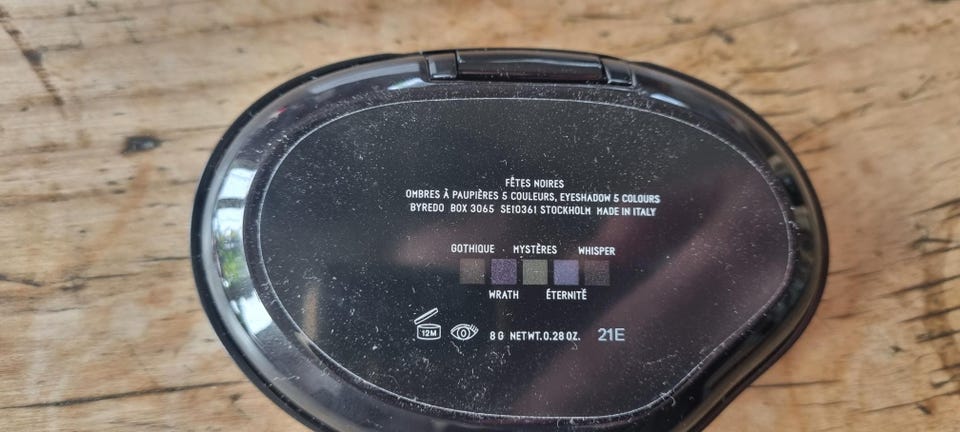 FÊTES NOIRES
OMBRES À PAUPIÈRES 5 COULEURS, EYESHADOW 5 COLOURS
BYREDO BOX 3065 SE10361 STOCKHOLM MADE IN ITALY
GOTHIQUE MYSTÈRES WHISPER
WRATH ÉTERNITÉ
12M 8 G NETWT. 0.28 OZ. 21E